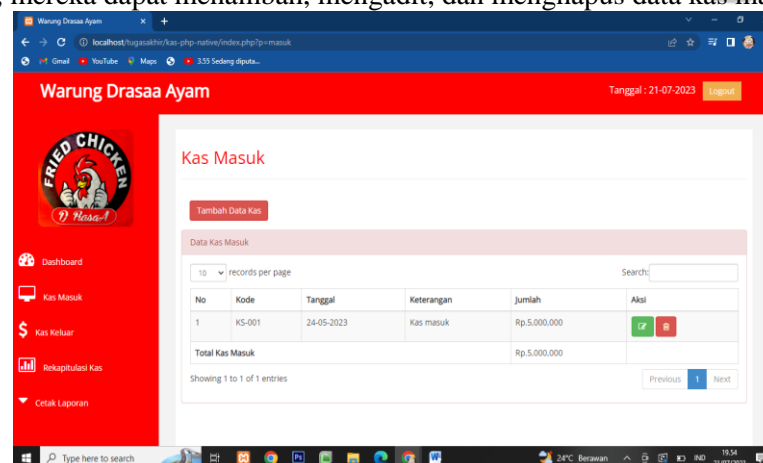 mereka dapat menambah, mengadit, dan menghapus data kas ma
Warung Drasaa Ayam
localhost/tugasakhir/kas-php-native/index.php?p=masuk
Gmail YouTube Maps 3.55 Sedang diputa...
Warung Drasaa Ayam
Tanggal : 21-07-2023 Logout
FRIED CHICKEN
D'Rasa-A
Kas Masuk
Tambah Data Kas
Data Kas Masuk
Dashboard
10 records per page Search:
Kas Masuk
No Kode Tanggal Keterangan Jumlah Aksi
1 KS-001 24-05-2023 Kas masuk Rp.5,000,000
Kas Keluar
Total Kas Masuk Rp.5,000,000
Rekapitulasi Kas
Showing 1 to 1 of 1 entries Previous 1 Next
Cetak Laporan
Type here to search 24°C Berawan IND 19.54
21/07/2023